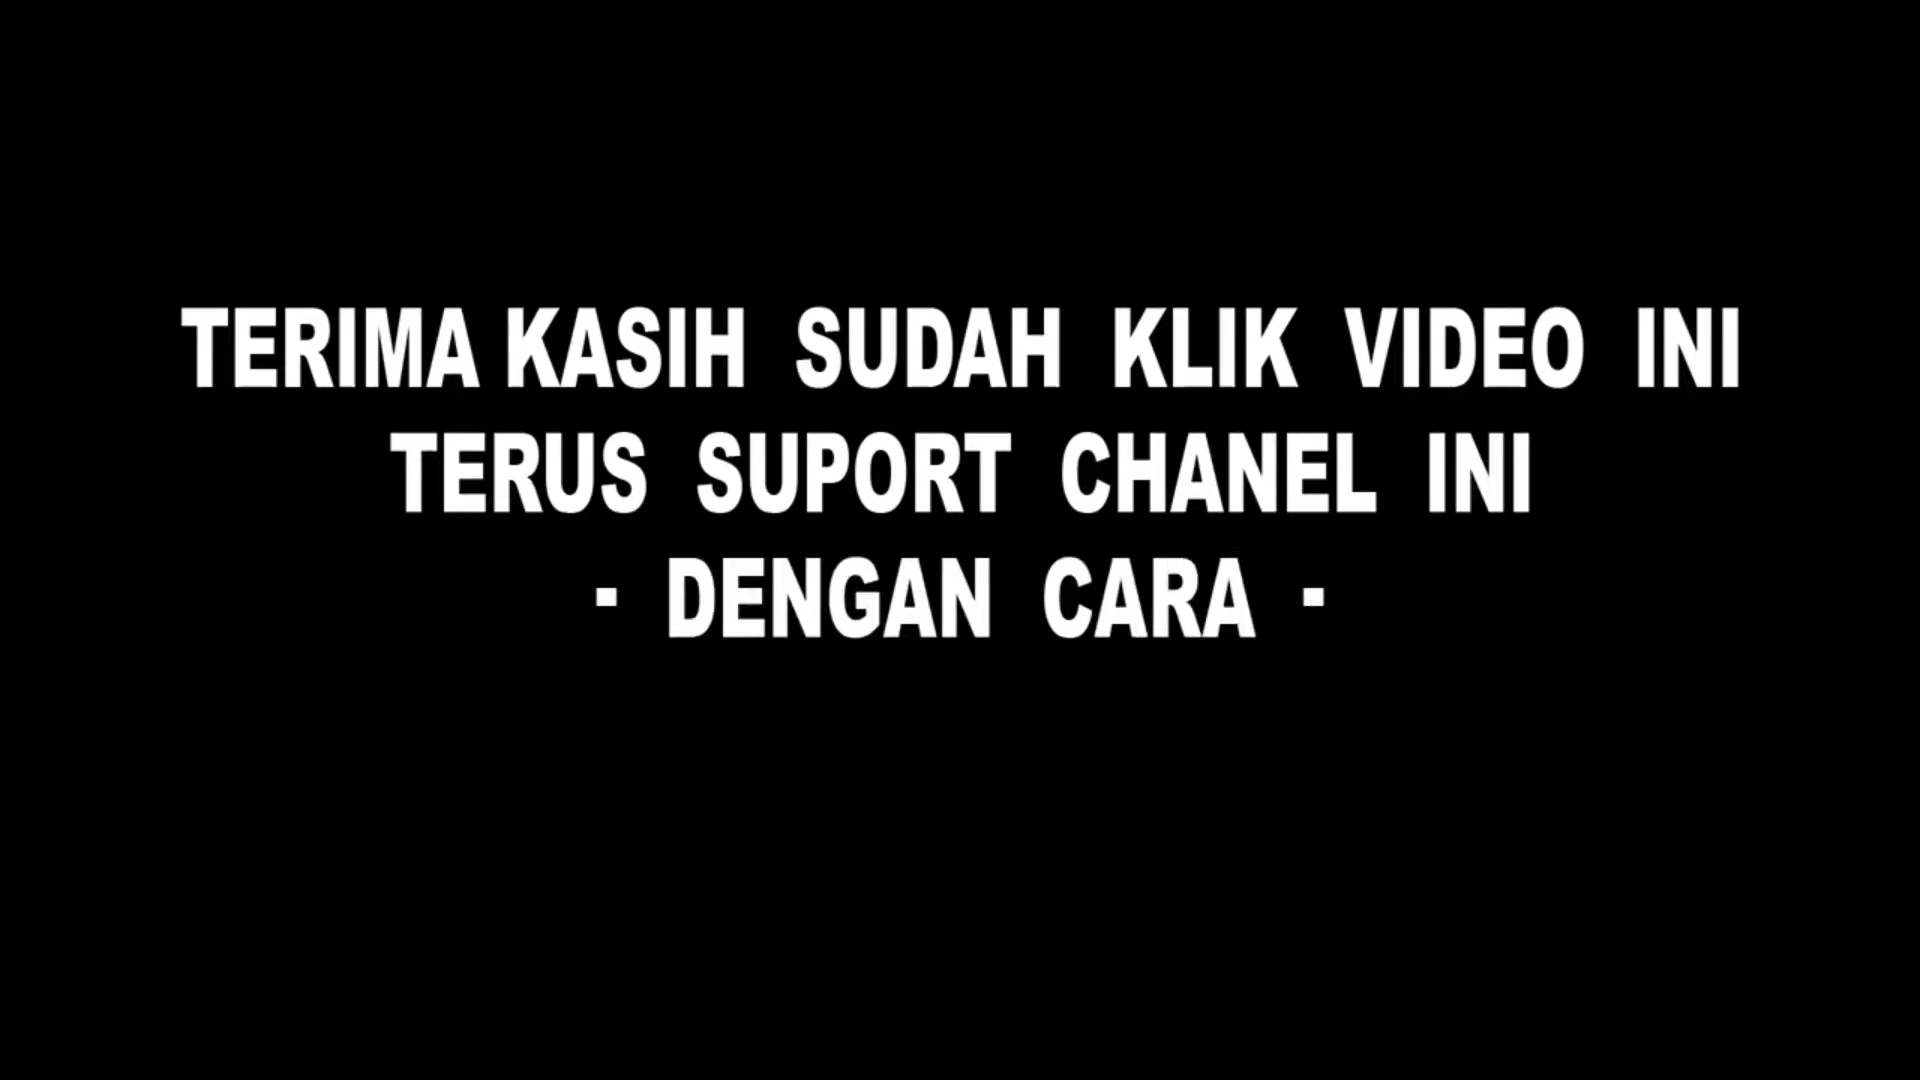 TERIMA KASIH SUDAH KLIK VIDEO INI
TERUS SUPORT CHANEL INI
- DENGAN CARA -